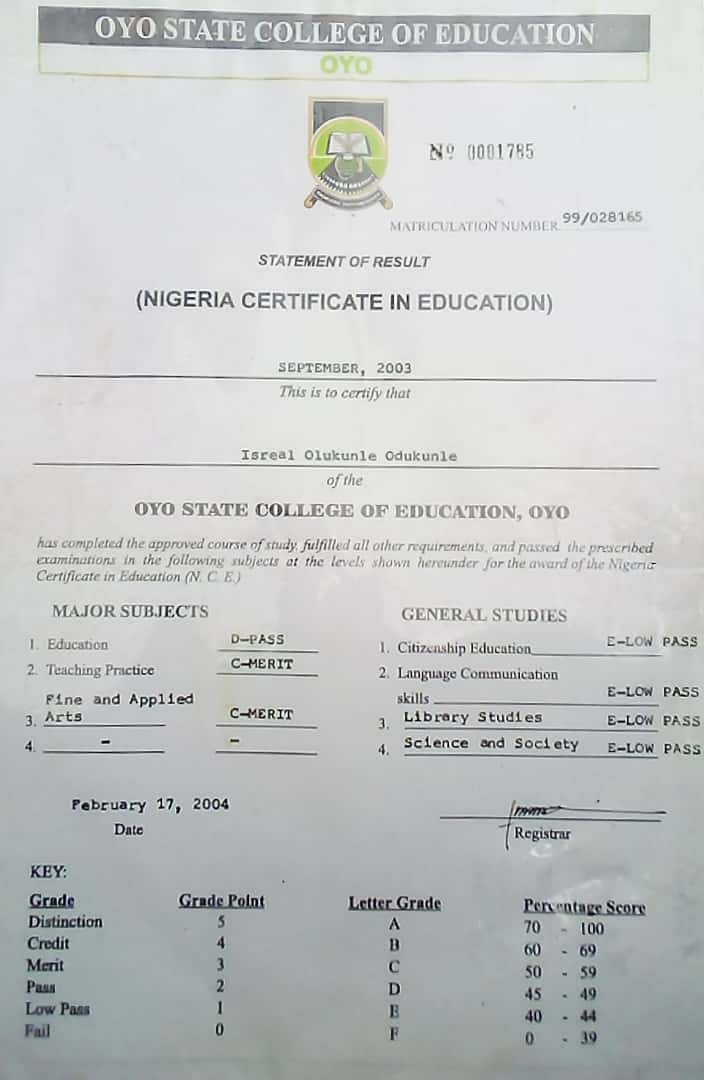 OYO STATE COLLEGE OF EDUCATION
OYO
Nº 0001785
MATRICULATION NUMBER 99/028165
STATEMENT OF RESULT
(NIGERIA CERTIFICATE IN EDUCATION)
SEPTEMBER, 2003
This is to certify that
Isreal Olukunle Odukunle
of the
OYO STATE COLLEGE OF EDUCATION, OYO
has completed the approved course of study, fulfilled all other requirements, and passed the prescribed
examinations in the following subjects at the levels shown hereunder for the award of the Nigeria
Certificate in Education (N. C. E.)
MAJOR SUBJECTS
1. Education D-PASS
2. Teaching Practice C-MERIT
Fine and Applied
3. Arts C-MERIT
4. - -
GENERAL STUDIES
1. Citizenship Education E-LOW PASS
2. Language Communication
skills E-LOW PASS
3. Library Studies E-LOW PASS
4. Science and Society E-LOW PASS
February 17, 2004
Date
Registrar
KEY:
Grade Grade Point Letter Grade Percentage Score
Distinction 5 A 70 - 100
Credit 4 B 60 - 69
Merit 3 C 50 - 59
Pass 2 D 45 - 49
Low Pass 1 E 40 - 44
Fail 0 F 0 - 39